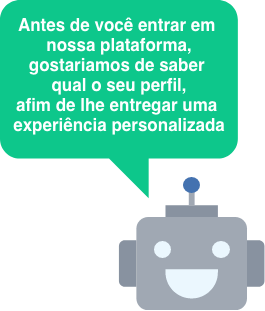 Antes de você entrar em
nossa plataforma,
gostariamos de saber
qual o seu perfil,
afim de lhe entregar uma
experiência personalizada